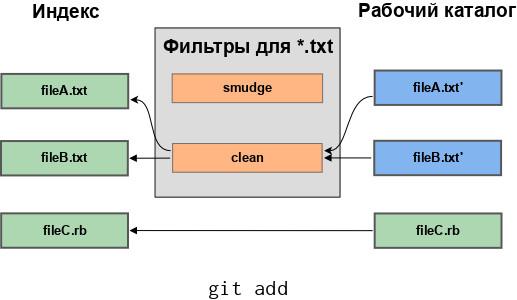 Индекс
Рабочий каталог
Фильтры для *.txt
fileA.txt
smudge
fileA.txt'
fileB.txt
clean
fileB.txt'
fileC.rb
fileC.rb
git add